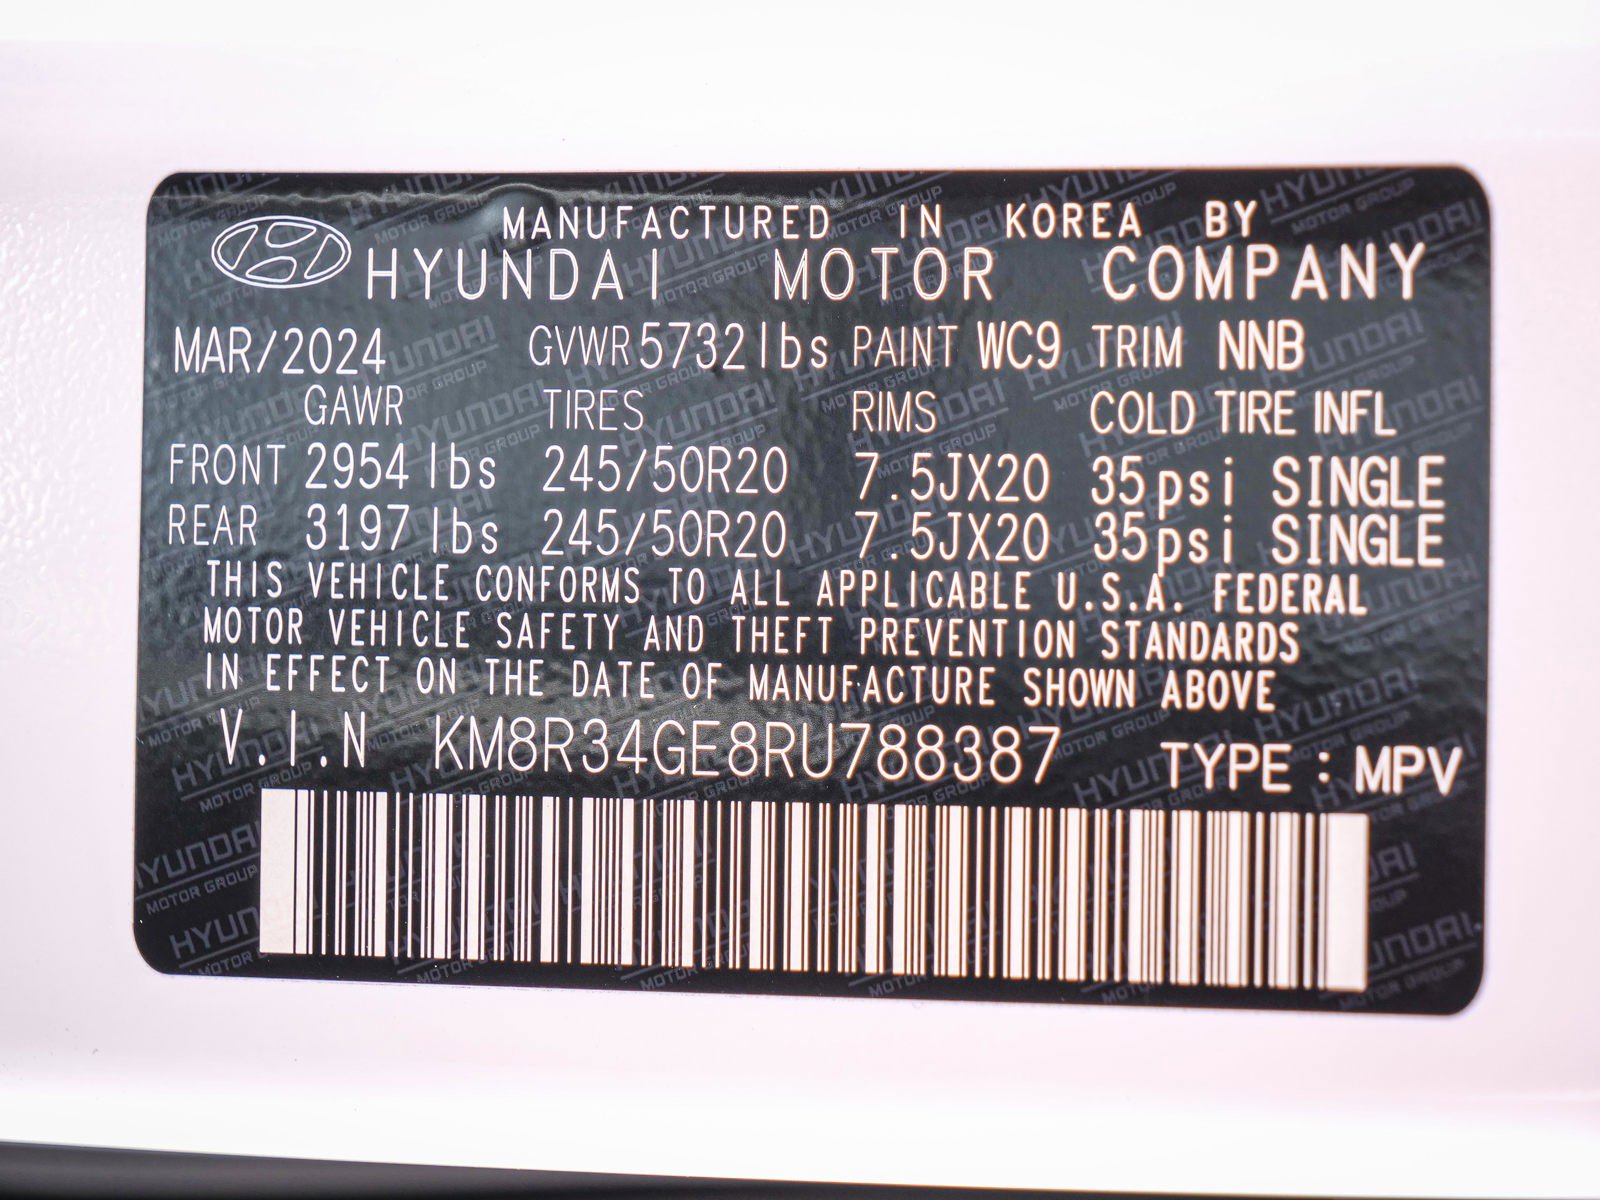 MANUFACTURED IN KOREA BY
HYUNDAI MOTOR COMPANY
MAR/2024 GVWR 5732 lbs PAINT WC9 TRIM NNB
GAWR TIRES RIMS COLD TIRE INFL
FRONT 2954 lbs 245/50R20 7.5JX20 35psi SINGLE
REAR 3197 lbs 245/50R20 7.5JX20 35psi SINGLE
THIS VEHICLE CONFORMS TO ALL APPLICABLE U.S.A. FEDERAL
MOTOR VEHICLE SAFETY AND THEFT PREVENTION STANDARDS
IN EFFECT ON THE DATE OF MANUFACTURE SHOWN ABOVE
V.I.N KM8R34GE8RU788387 TYPE : MPV